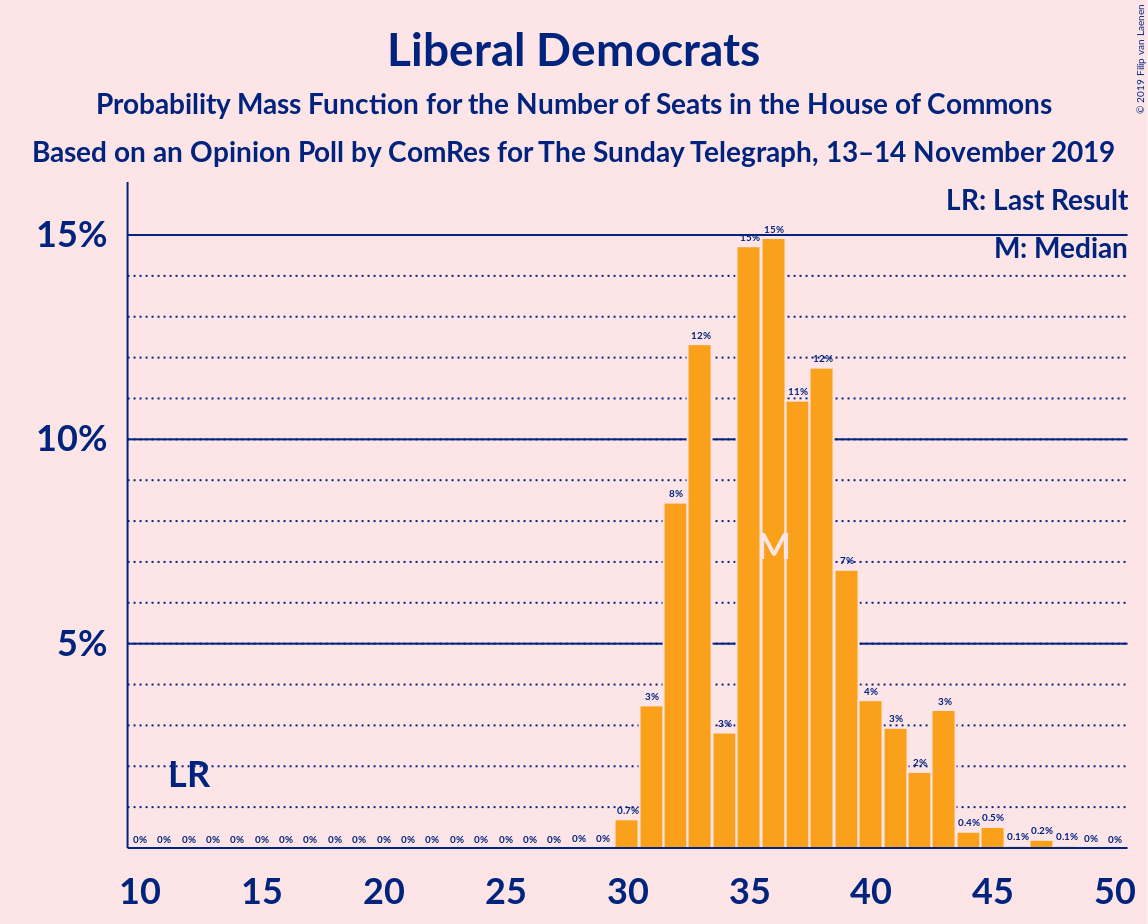 Liberal Democrats
Probability Mass Function for the Number of Seats in the House of Commons
Based on an Opinion Poll by ComRes for The Sunday Telegraph, 13–14 November 2019
© 2019 Filip van Laenen
LR: Last Result
M: Median
15%
10%
5%
0% 0% 0% 0% 0% 0% 0% 0% 0% 0% 0% 0% 0% 0% 0% 0% 0% 0% 0% 0% 0.7% 3% 8% 12% 3% 15% 15% 11% 12% 7% 4% 3% 2% 3% 0.4% 0.5% 0.1% 0.2% 0.1% 0% 0%
M
LR
10 15 20 25 30 35 40 45 50